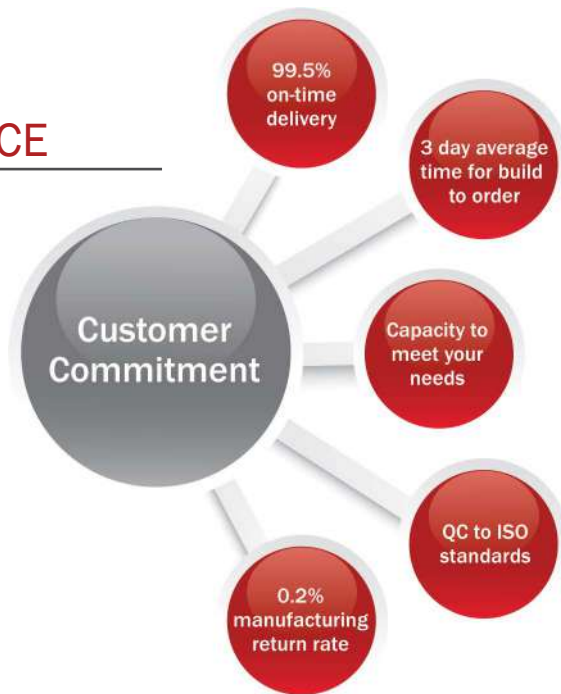 CE
99.5%
on-time
delivery
3 day average
time for build
to order
Customer
Commitment
Capacity to
meet your
needs
QC to ISO
standards
0.2%
manufacturing
return rate